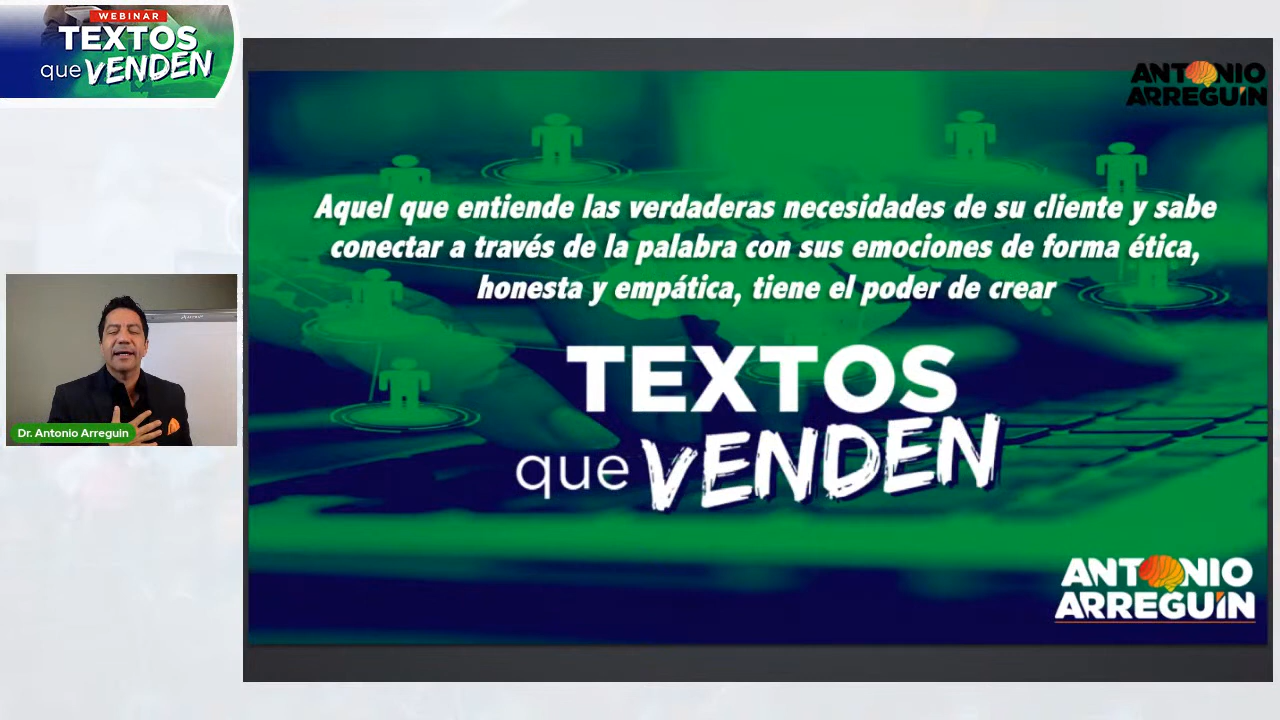 WEBINAR
TEXTOS
que VENDEN
ANTONIO
ARREGUÍN
Aquel que entiende las verdaderas necesidades de su cliente y sabe
conectar a través de la palabra con sus emociones de forma ética,
honesta y empática, tiene el poder de crear
TEXTOS
que VENDEN
Dr. Antonio Arreguin
ANTONIO
ARREGUÍN